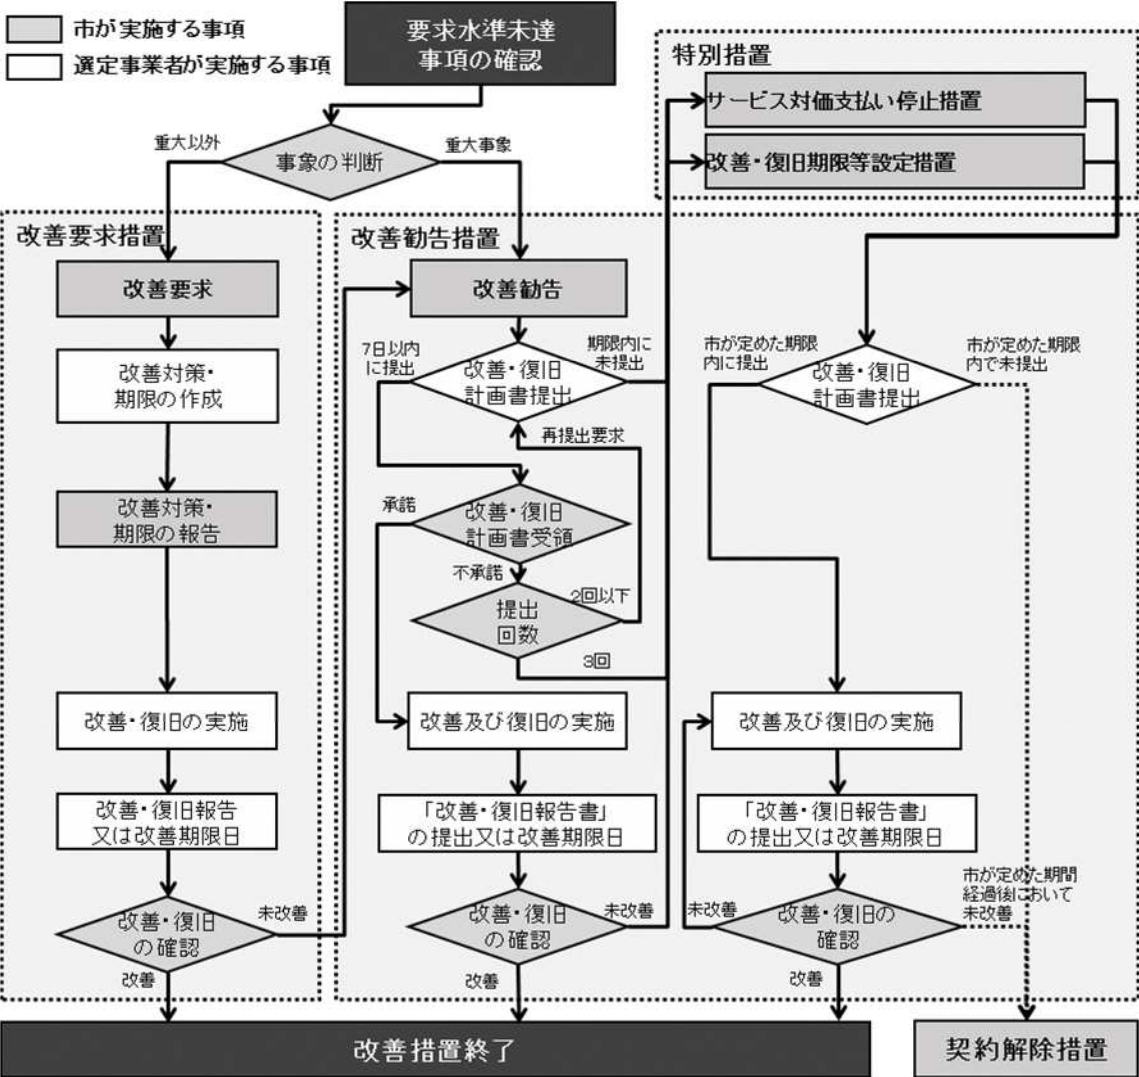 市が実施する事項
選定事業者が実施する事項
要求水準未達
事項の確認
事象の判断
重大以外
重大事象
特別措置
サービス対価支払い停止措置
改善・復旧期限等設定措置
改善要求措置
改善要求
改善対策・
期限の作成
改善対策・
期限の報告
改善・復旧の実施
改善・復旧報告
又は改善期限日
改善・復旧
の確認
未改善
改善
改善勧告措置
改善勧告
7日以内
に提出
改善・復旧
計画書提出
期限内に
未提出
再提出要求
承諾
改善・復旧
計画書受領
不承諾
提出
回数
2回以下
3回
改善及び復旧の実施
「改善・復旧報告書」
の提出又は改善期限日
改善・復旧
の確認
未改善
改善
市が定めた期限
内に提出
改善・復旧
計画書提出
市が定めた期限
内で未提出
改善及び復旧の実施
「改善・復旧報告書」
の提出又は改善期限日
未改善
改善・復旧の
確認
市が定めた期間
経過後において
未改善
改善
改善措置終了
契約解除措置